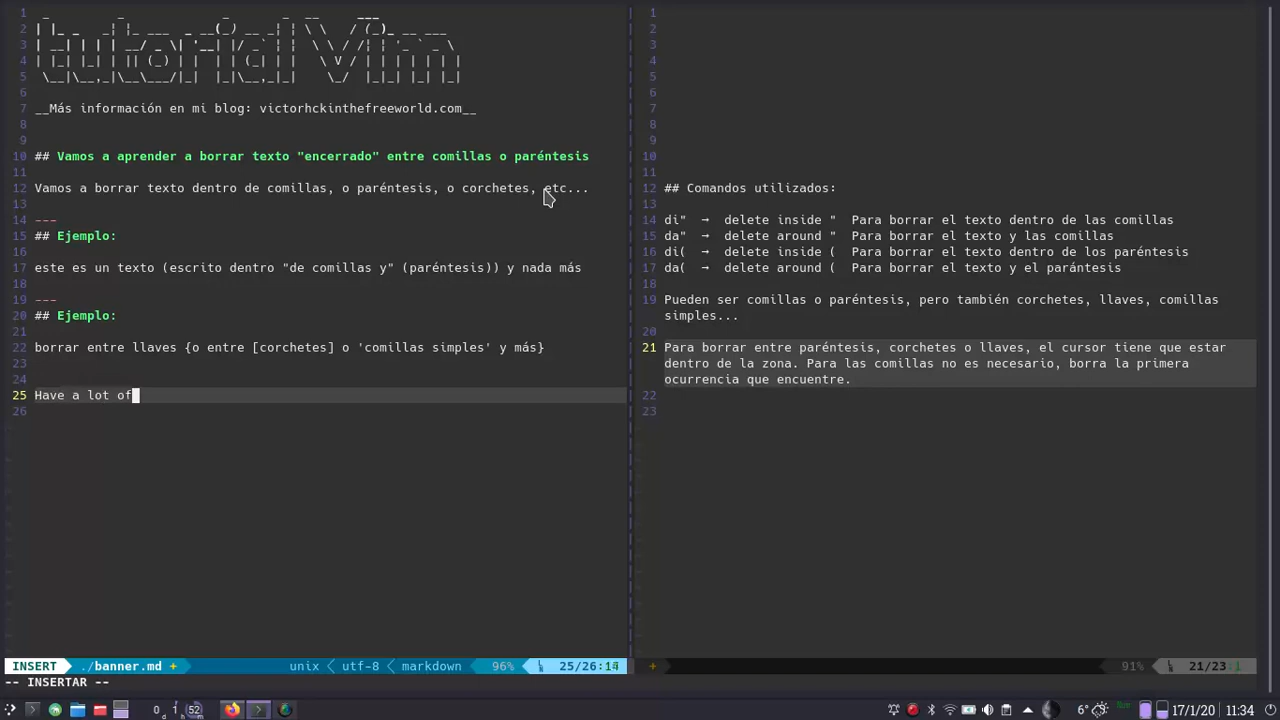 tutorial Vim
__Más información en mi blog: victorhckinthefreeworld.com__
## Vamos a aprender a borrar texto "encerrado" entre comillas o paréntesis
Vamos a borrar texto dentro de comillas, o paréntesis, o corchetes, etc...
---
## Ejemplo:
este es un texto (escrito dentro "de comillas y" (paréntesis)) y nada más
---
## Ejemplo:
borrar entre llaves {o entre [corchetes] o 'comillas simples' y más}
Have a lot of
## Comandos utilizados:
di" → delete inside " Para borrar el texto dentro de las comillas
da" → delete around " Para borrar el texto y las comillas
di( → delete inside ( Para borrar el texto dentro de los paréntesis
da( → delete around ( Para borrar el texto y el parántesis
Pueden ser comillas o paréntesis, pero también corchetes, llaves, comillas
simples...
Para borrar entre paréntesis, corchetes o llaves, el cursor tiene que estar
dentro de la zona. Para las comillas no es necesario, borra la primera
ocurrencia que encuentre.
INSERT ./banner.md + unix utf-8 markdown 96% 25/26:14
+ 91% 21/23:1
-- INSERTAR --
0 52 6° 17/1/20 11:34